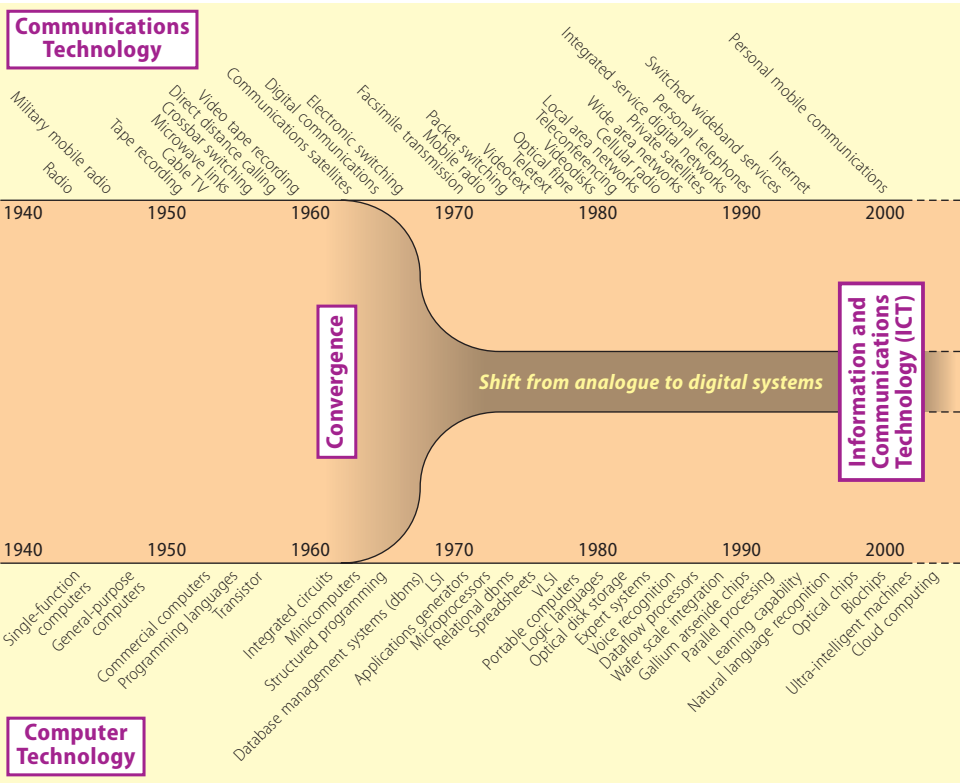 Communications
Technology
Radio
Military mobile radio
Tape recording
Cable TV
Microwave links
Crossbar switching
Direct distance calling
Video tape recording
Communications satellites
Digital communications
Electronic switching
Facsimile transmission
Mobile radio
Packet switching
Videotext
Teletext
Optical fibre
Videodisks
Teleconferencing
Local area networks
Cellular radio
Wide area networks
Private satellites
Integrated service digital networks
Personal telephones
Switched wideband services
Internet
Personal mobile communications
1940
1950
1960
1970
1980
1990
2000
Convergence
Shift from analogue to digital systems
Information and
Communications
Technology (ICT)
1940
1950
1960
1970
1980
1990
2000
Single-function
computers
General-purpose
computers
Commercial computers
Programming languages
Transistor
Integrated circuits
Minicomputers
Structured programming
Database management systems (dbms)
LSI
Applications generators
Microprocessors
Relational dbms
Spreadsheets
VLSI
Portable computers
Logic languages
Optical disk storage
Expert systems
Voice recognition
Dataflow processors
Wafer scale integration
Gallium arsenide chips
Parallel processing
Learning capability
Natural language recognition
Optical chips
Biochips
Ultra-intelligent machines
Cloud computing
Computer
Technology